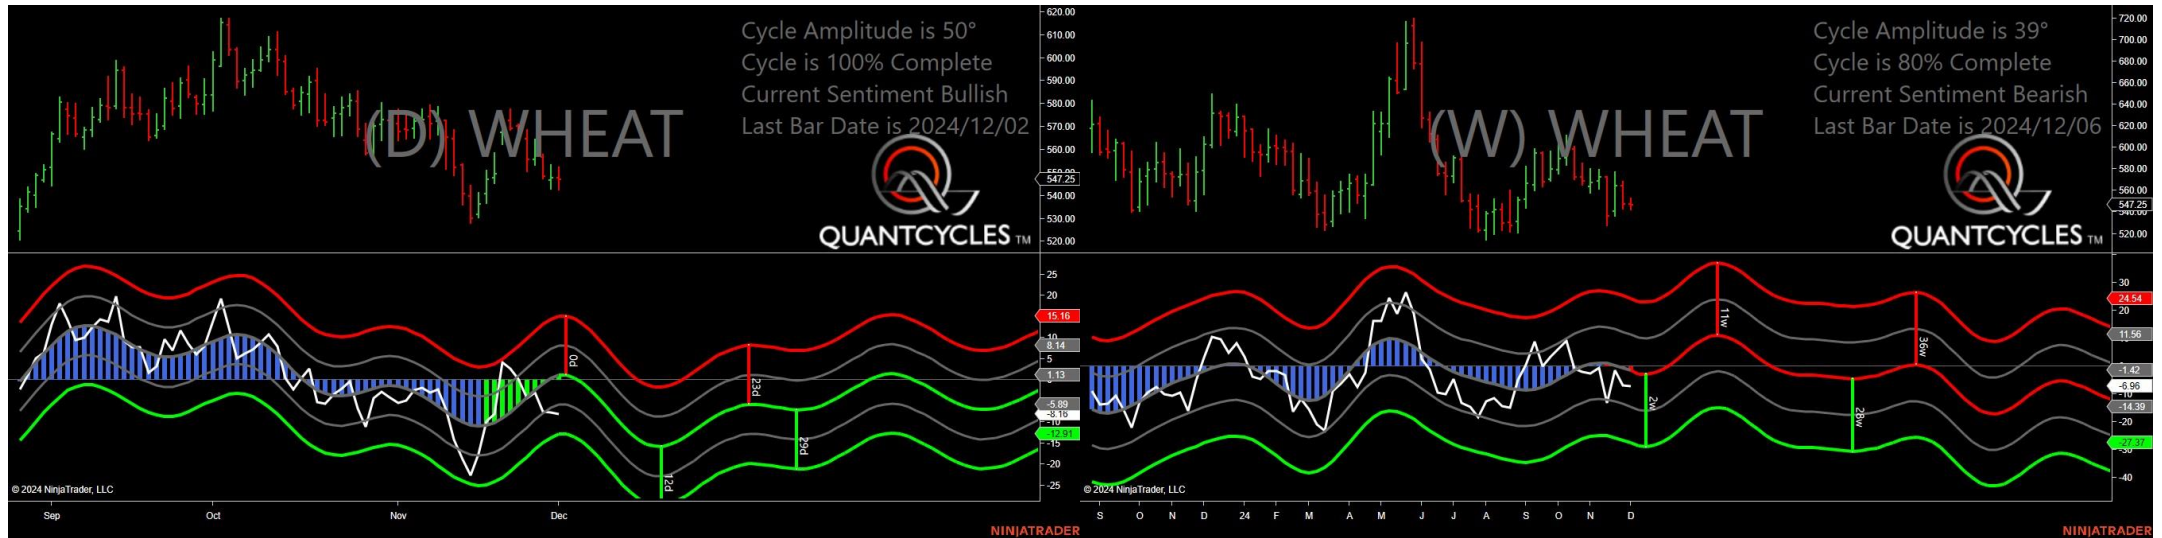 Cycle Amplitude is 50°
Cycle is 100% Complete
Current Sentiment Bullish
Last Bar Date is 2024/12/02
(D) WHEAT
QUANTCYCLES TM
620.00
610.00
600.00
590.00
580.00
570.00
560.00
547.25
540.00
530.00
520.00
25
20
15.16
10
8.14
5
1.13
-5.89
-8.16
-10
-12.91
-15
-20
-25
0d
12d
23d
29d
© 2024 NinjaTrader, LLC
Sep Oct Nov Dec
NINJATRADER
Cycle Amplitude is 39°
Cycle is 80% Complete
Current Sentiment Bearish
Last Bar Date is 2024/12/06
(W) WHEAT
QUANTCYCLES TM
720.00
700.00
680.00
660.00
640.00
620.00
600.00
580.00
560.00
547.25
540.00
520.00
30
24.54
20
11.56
-1.42
-6.96
-10
-14.39
-20
-27.37
-30
-40
2w
11w
28w
36w
© 2024 NinjaTrader, LLC
S O N D 24 F M A M J J A S O N D
NINJATRADER